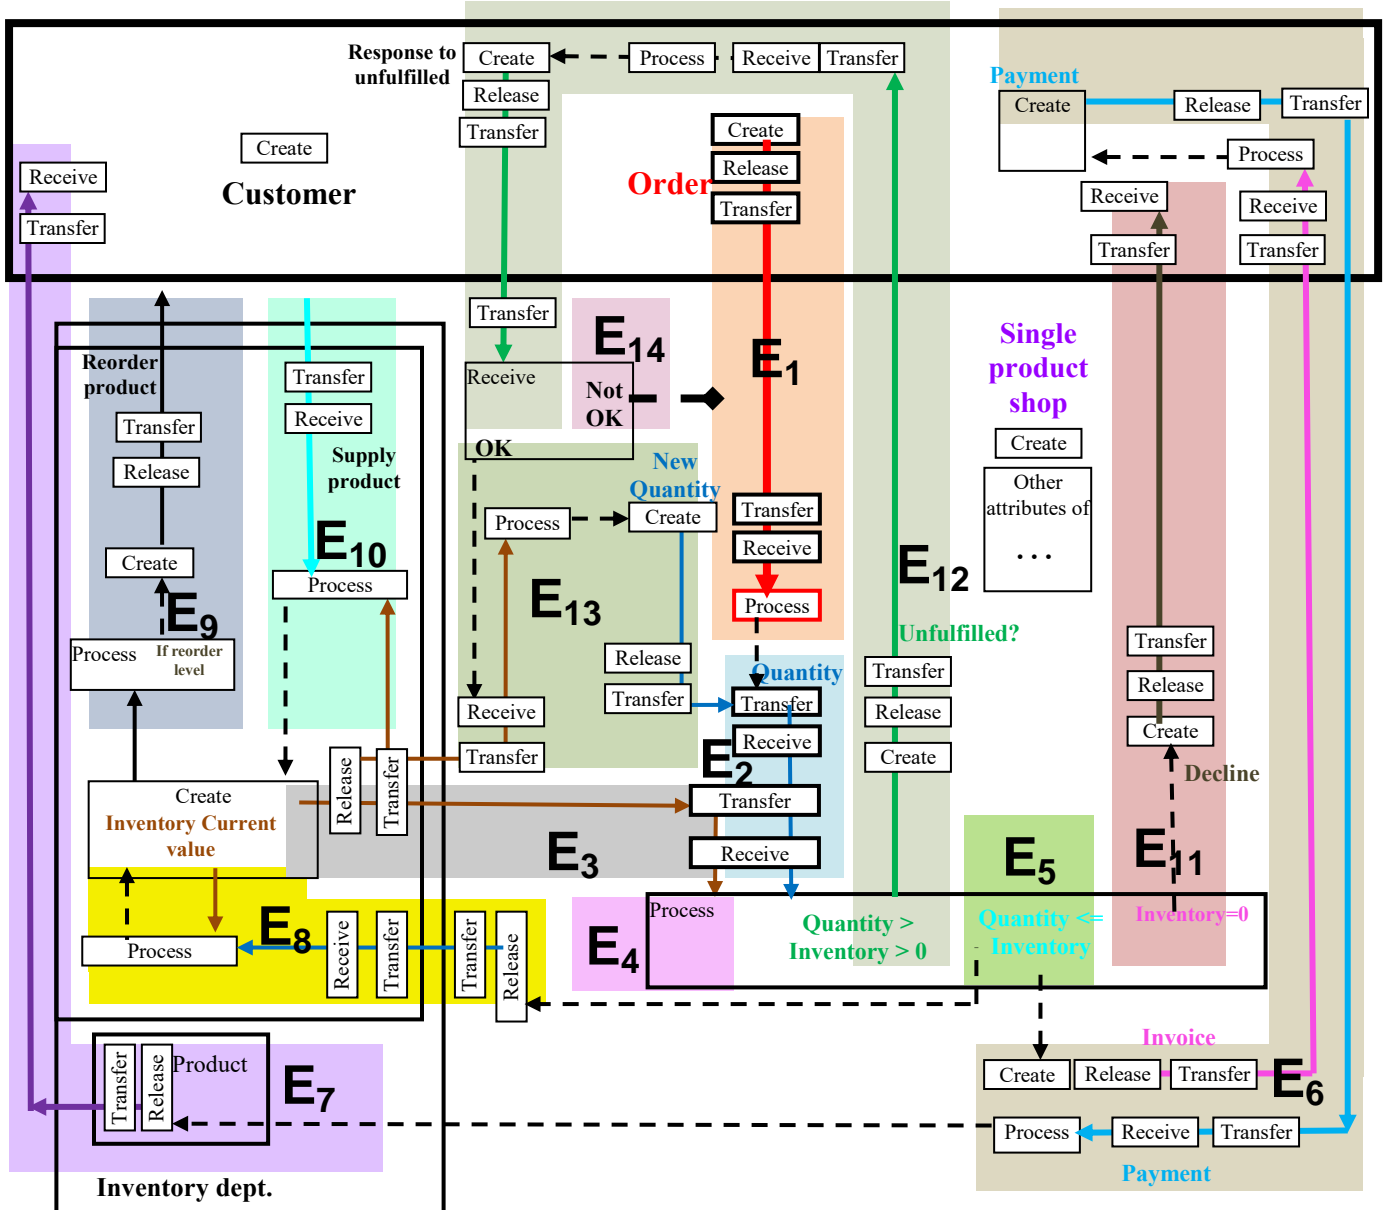 Response to
unfulfilled
Create
Process
Receive
Transfer
Release
Transfer
Payment
Create
Release
Transfer
Create
Release
Transfer
Order
Create
Customer
Receive
Transfer
Process
Receive
Transfer
Receive
Transfer
Reorder
product
Transfer
Release
Create
E9
Process
If reorder
level
Transfer
Receive
Supply
product
E10
Process
Transfer
Receive
Not
OK
OK
E14
E1
Single
product
shop
Create
Other
attributes of
...
New
Quantity
Create
Process
E13
Release
Transfer
Receive
Transfer
Transfer
Receive
Process
Quantity
Transfer
Receive
E2
Transfer
Receive
E12
Unfulfilled?
Transfer
Release
Create
Transfer
Release
Create
Decline
E11
Create
Inventory Current
value
Release
Transfer
E3
E4
Process
Quantity >
Inventory > 0
E5
Quantity <=
Inventory
Inventory=0
Process
E8
Receive
Transfer
Transfer
Release
Transfer
Release
Product
E7
Inventory dept.
Invoice
Create
Release
Transfer
E6
Process
Receive
Transfer
Payment